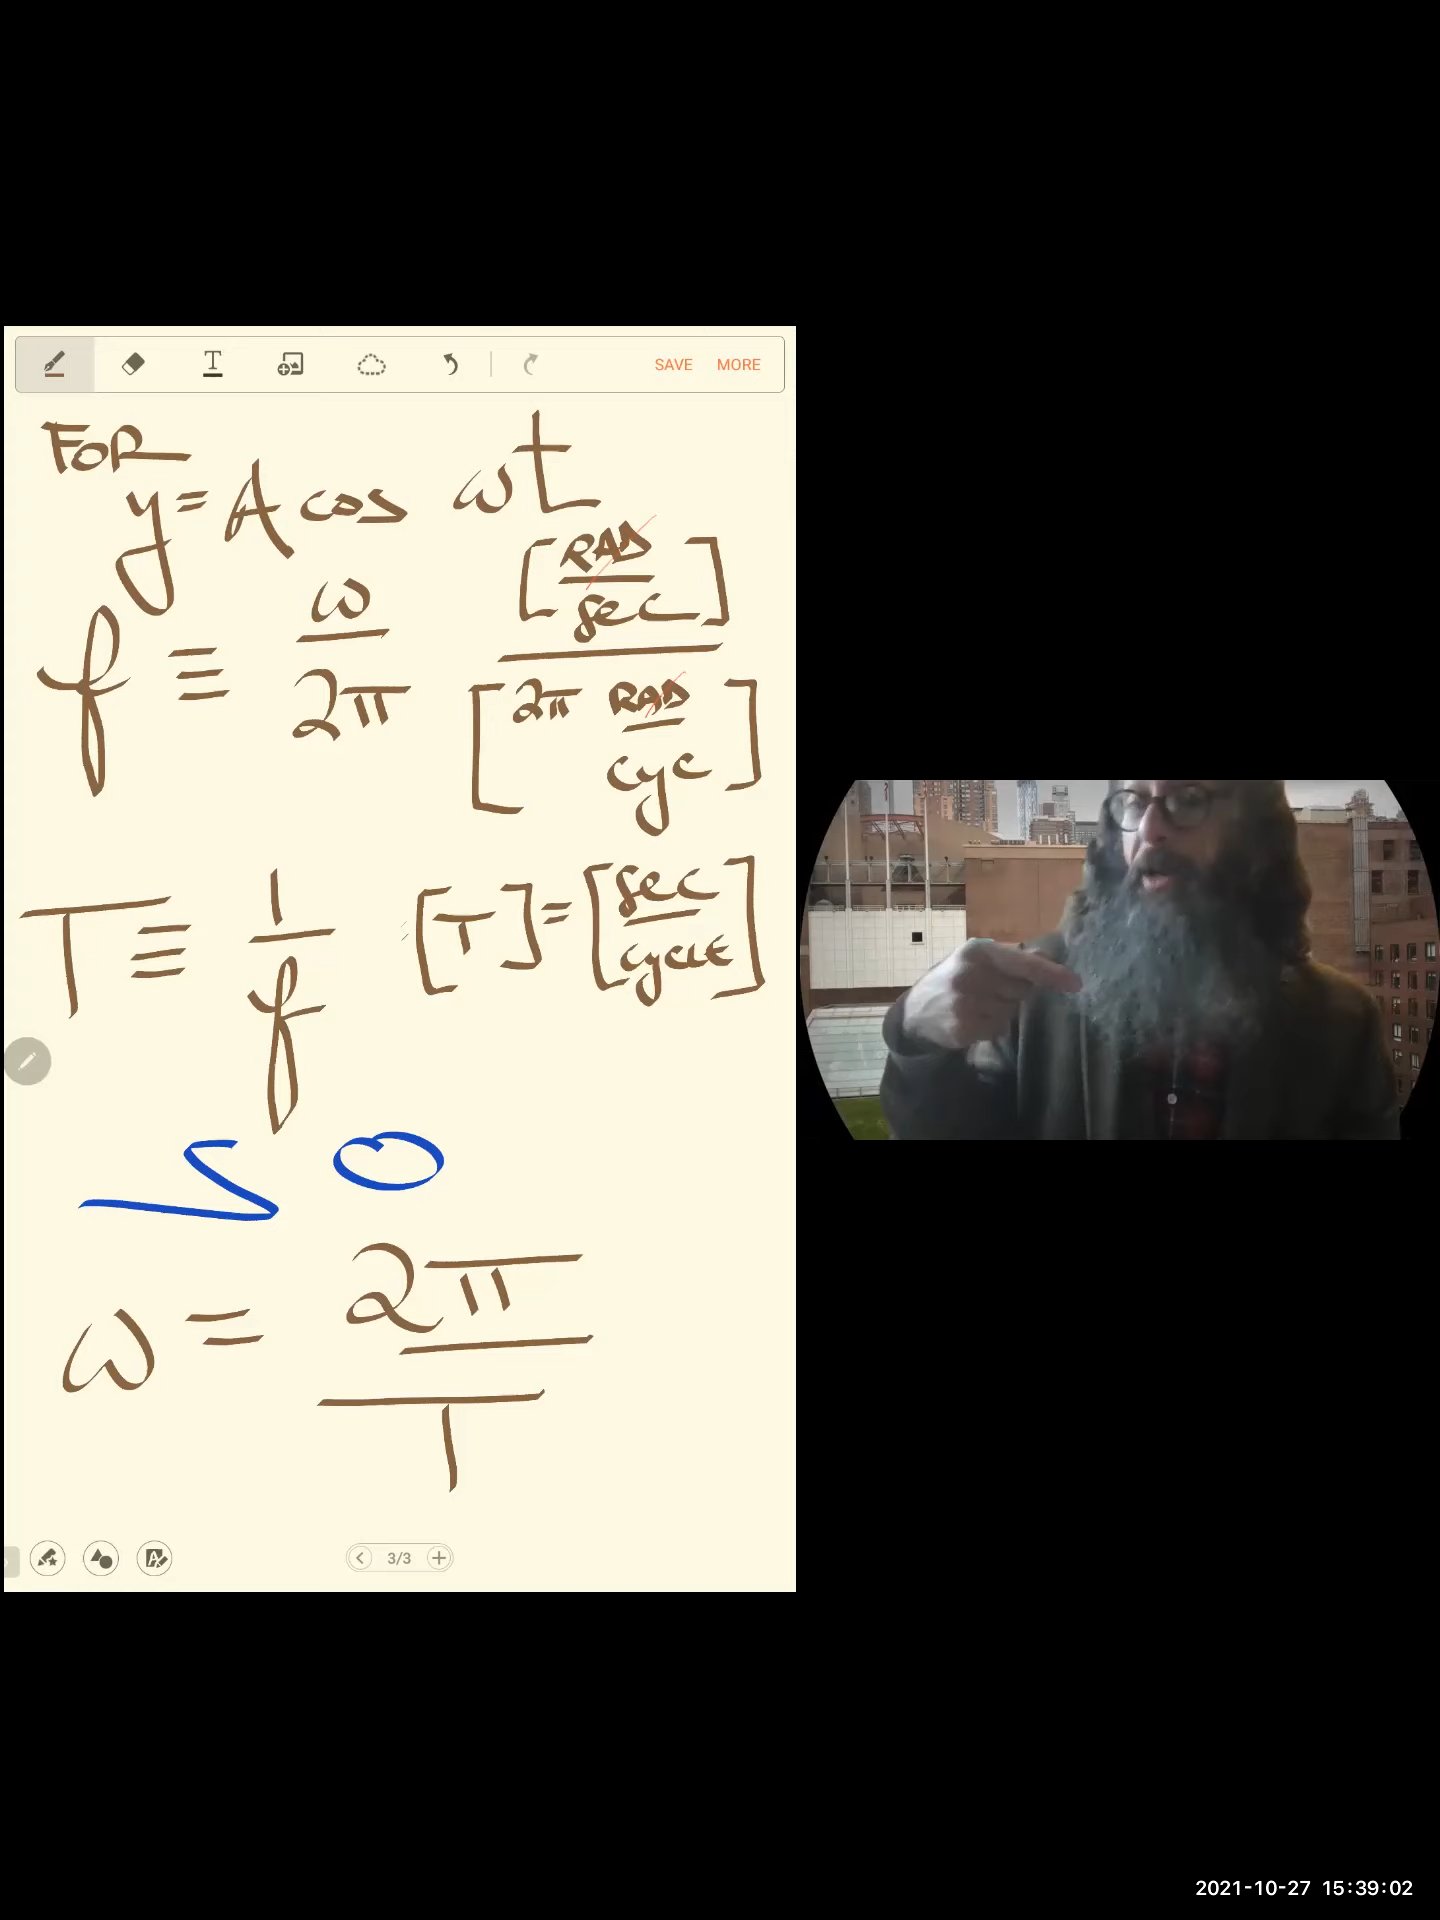 T SAVE MORE
FOR
y = A cos ωt
f ≡ ω/2π [RAD/sec]/[2π RAD/cyc]
T ≡ 1/f [T] = [sec/cycle]
SO
ω = 2π/T
3/3
2021-10-27 15:39:02